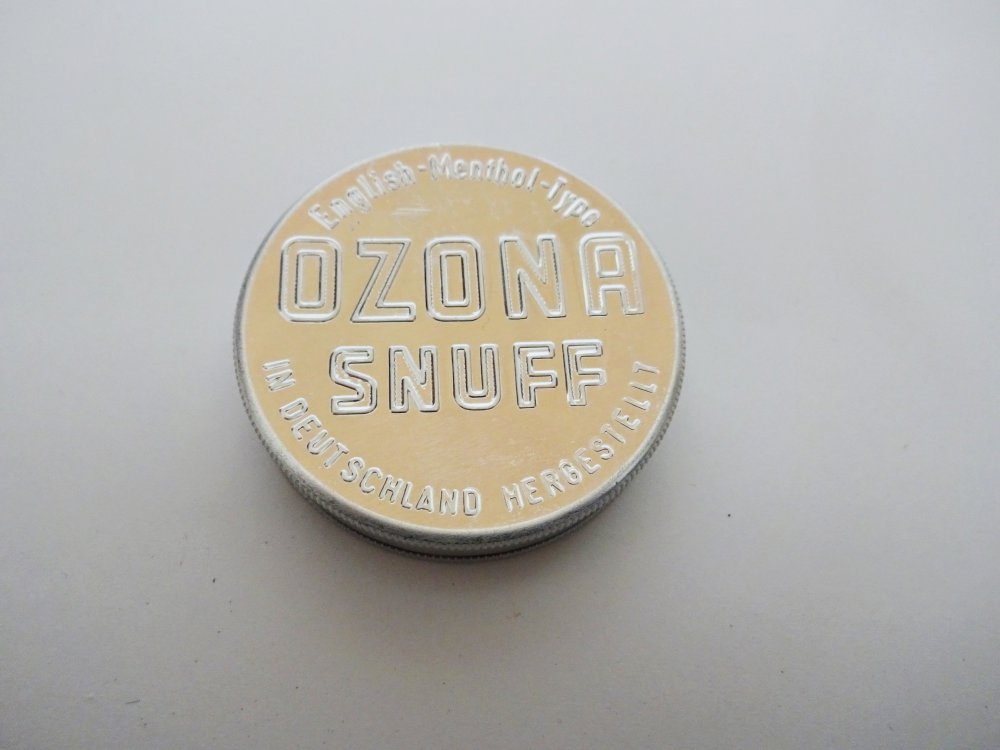 English-Menthol-Type
OZONA
SNUFF
IN DEUTSCHLAND HERGESTELLT